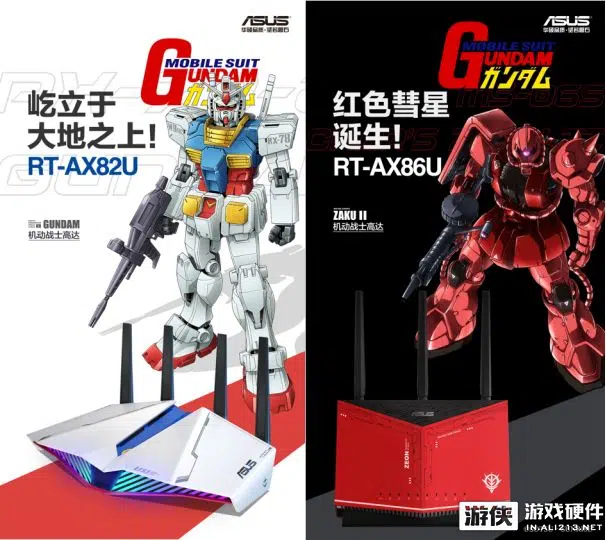 ASUS
华硕品质·坚若磐石
MOBILE SUIT
GUNDAM
ガンダム
屹立于
大地之上！
RT-AX82U
GUNDAM
机动战士高达
RX-78
ASUS
ASUS
华硕品质·坚若磐石
MOBILE SUIT
GUNDAM
ガンダム
红色彗星
诞生！
RT-AX86U
ZAKU II
机动战士高达
ASUS
ZEON
游侠
游戏硬件
IN.ALI213.NET